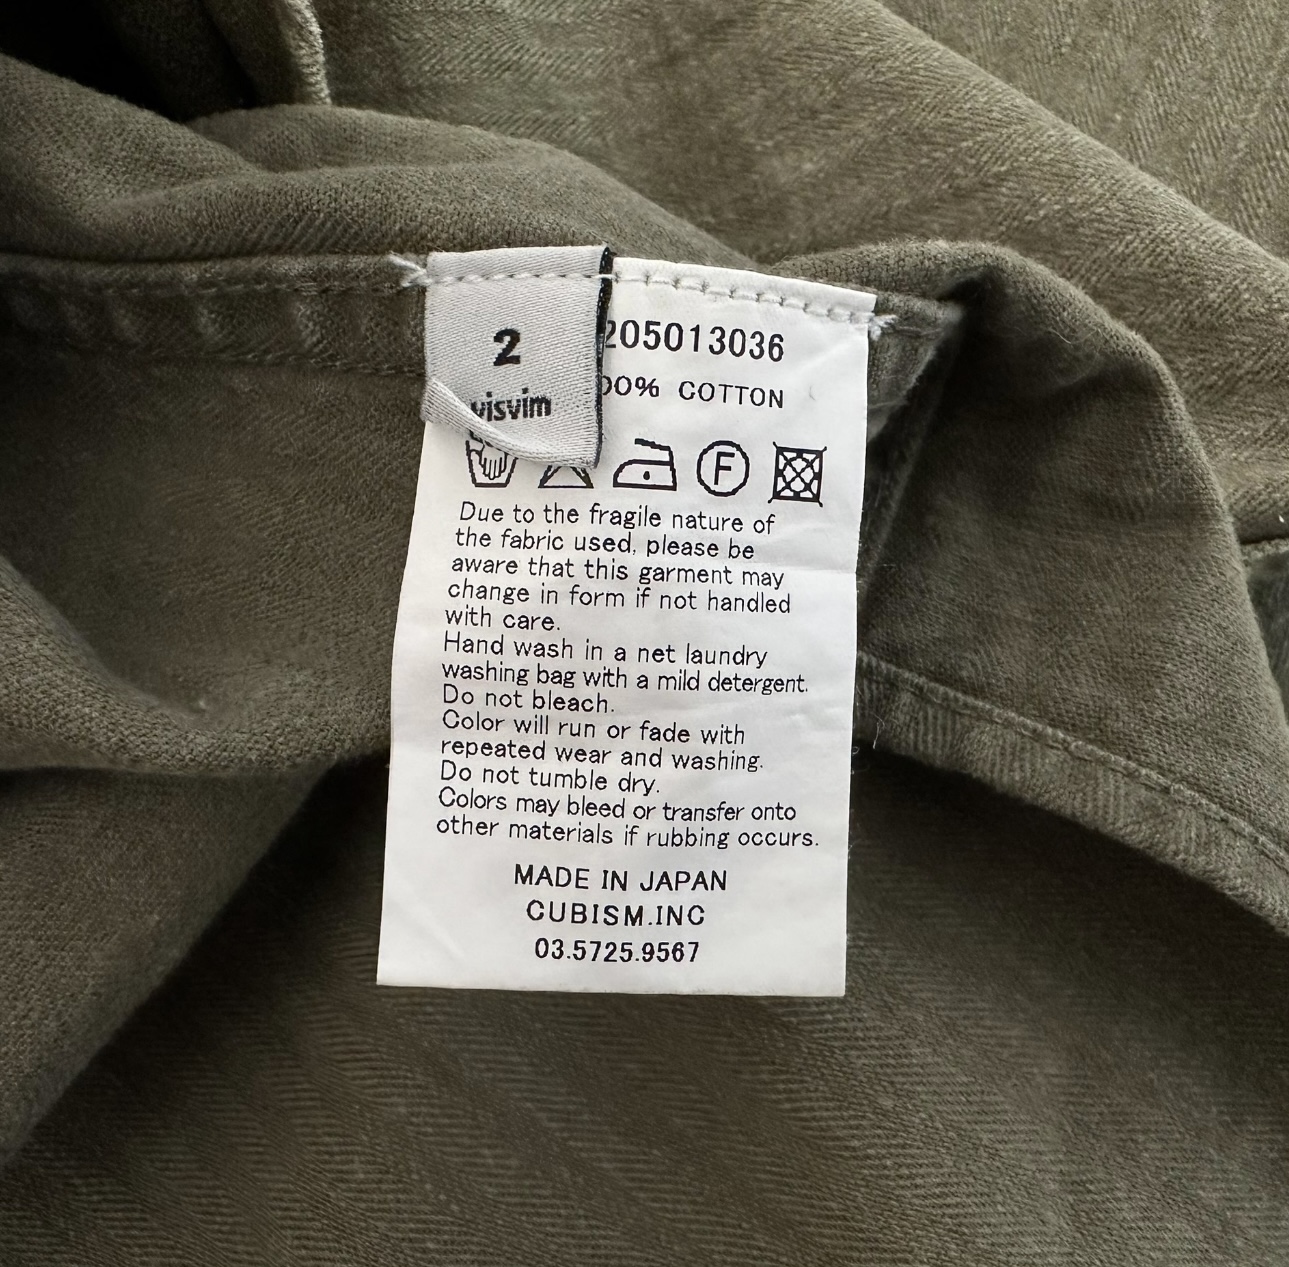 2
visvim
205013036
00% COTTON
F
Due to the fragile nature of
the fabric used, please be
aware that this garment may
change in form if not handled
with care.
Hand wash in a net laundry
washing bag with a mild detergent.
Do not bleach.
Color will run or fade with
repeated wear and washing.
Do not tumble dry.
Colors may bleed or transfer onto
other materials if rubbing occurs.
MADE IN JAPAN
CUBISM.INC
03.5725.9567